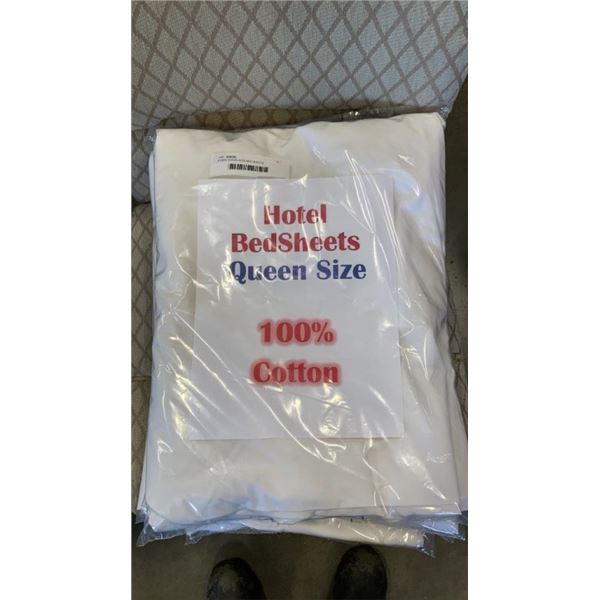 Hotel
BedSheets
Queen Size
100%
Cotton